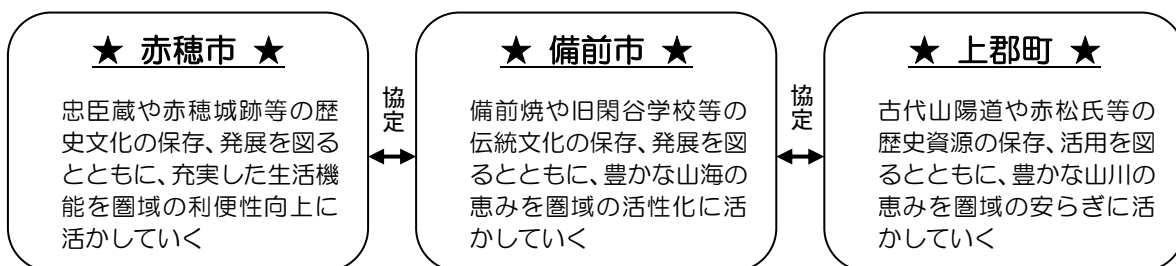 ★ 赤穂市 ★
忠臣蔵や赤穂城跡等の歴
史文化の保存、発展を図る
とともに、充実した生活機
能を圏域の利便性向上に
活かしていく
協定
★ 備前市 ★
備前焼や旧閑谷学校等の
伝統文化の保存、発展を図
るとともに、豊かな山海の
恵みを圏域の活性化に活
かしていく
協定
★ 上郡町 ★
古代山陽道や赤松氏等の
歴史資源の保存、活用を図
るとともに、豊かな山川の
恵みを圏域の安らぎに活
かしていく